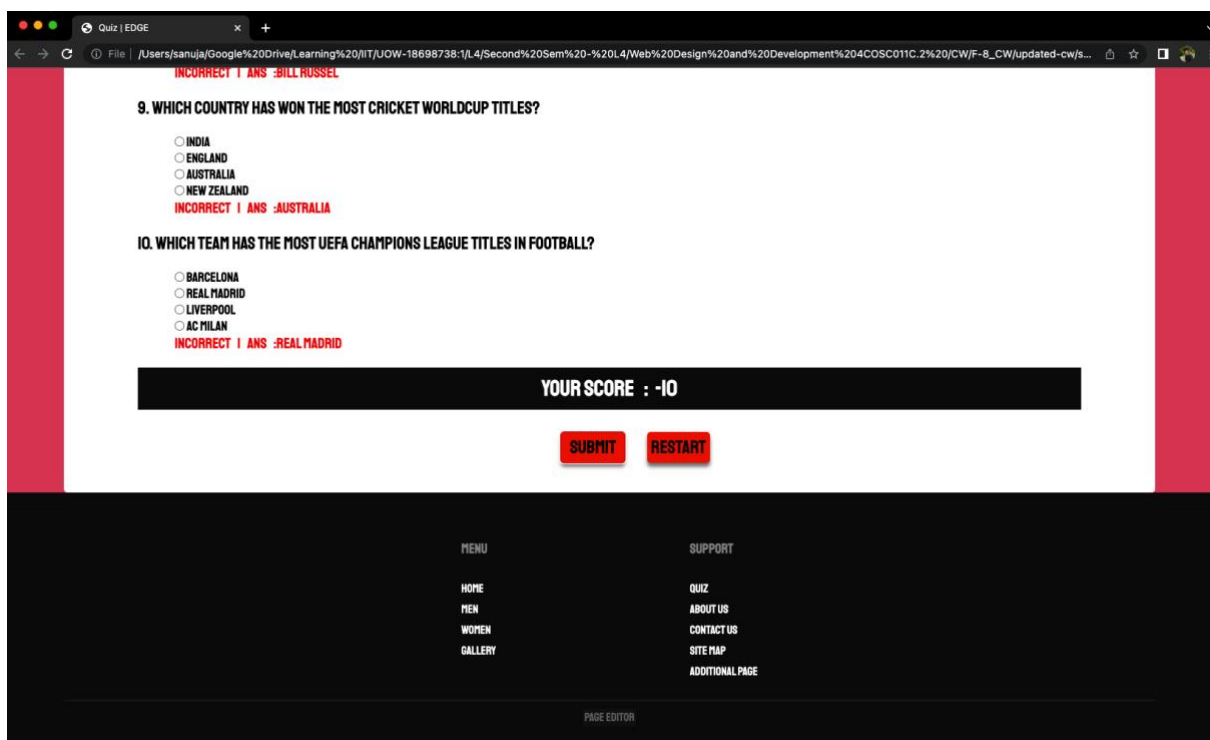 Quiz | EDGE
File | /Users/sanuja/Google%20Drive/Learning%20/IIT/UOW-18698738:1/L4/Second%20Sem%20-%20L4/Web%20Design%20and%20Development%204COSC011C.2%20/CW/F-8_CW/updated-cw/s...
INCORRECT | ANS :BILL RUSSEL
9. WHICH COUNTRY HAS WON THE MOST CRICKET WORLDCUP TITLES?
INDIA
ENGLAND
AUSTRALIA
NEW ZEALAND
INCORRECT | ANS :AUSTRALIA
10. WHICH TEAM HAS THE MOST UEFA CHAMPIONS LEAGUE TITLES IN FOOTBALL?
BARCELONA
REAL MADRID
LIVERPOOL
AC MILAN
INCORRECT | ANS :REAL MADRID
YOUR SCORE : -10
SUBMIT RESTART
MENU SUPPORT
HOME QUIZ
MEN ABOUT US
WOMEN CONTACT US
GALLERY SITE MAP
ADDITIONAL PAGE
PAGE EDITOR